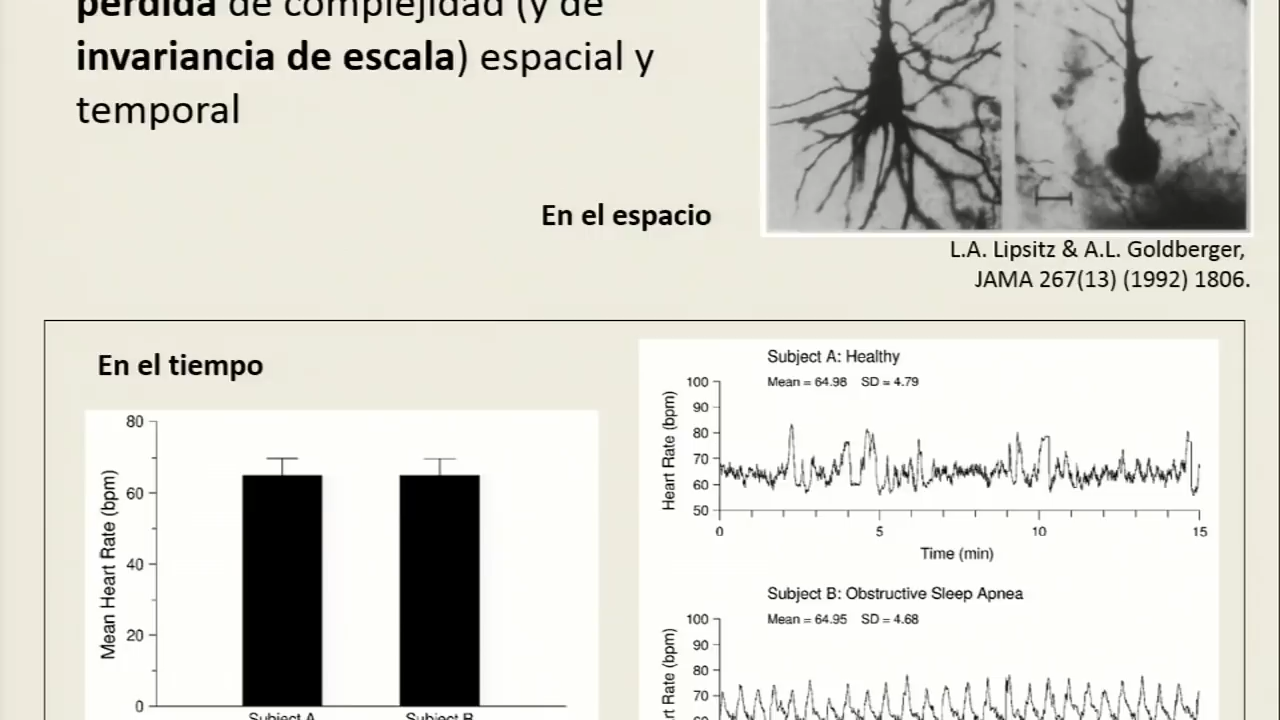 pérdida de complejidad (y de
invariancia de escala) espacial y
temporal
En el espacio
L.A. Lipsitz & A.L. Goldberger,
JAMA 267(13) (1992) 1806.
En el tiempo
80
60
40
20
0
Mean Heart Rate (bpm)
Subject A
Subject B
Subject A: Healthy
Mean = 64.98 SD = 4.79
100
90
80
70
60
50
Heart Rate (bpm)
0 5 10 15
Time (min)
Subject B: Obstructive Sleep Apnea
Mean = 64.95 SD = 4.68
100
90
80
70
60
rt Rate (bpm)